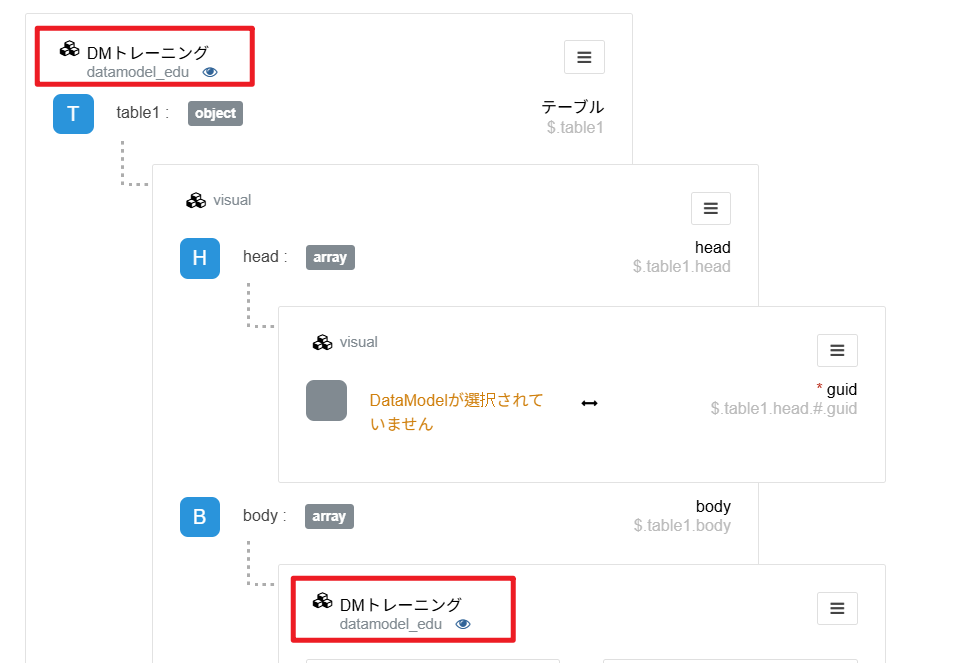 DMトレーニング
datamodel_edu
T table1 : object テーブル
$.table1
visual
H head : array head
$.table1.head
visual
DataModelが選択されて
いません
* guid
$.table1.head.#.guid
B body : array body
$.table1.body
DMトレーニング
datamodel_edu